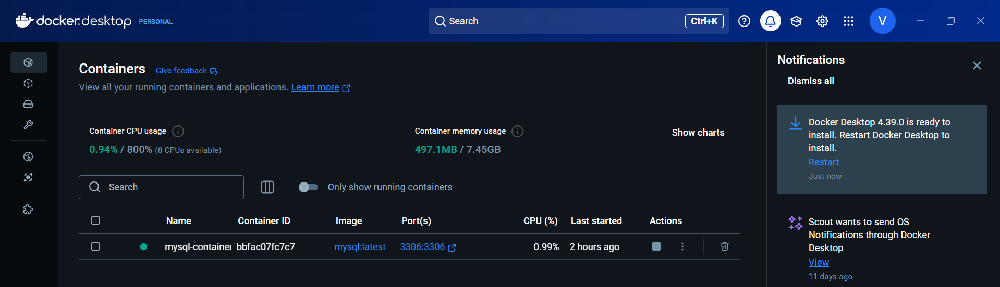 docker.desktop PERSONAL
Search
Ctrl+K
V
Containers Give feedback
View all your running containers and applications. Learn more
Container CPU usage
0.94% / 800% (8 CPUs available)
Container memory usage
497.1MB / 7.45GB
Show charts
Search
Only show running containers
Name Container ID Image Port(s) CPU (%) Last started Actions
mysql-container bbfac07fc7c7 mysql:latest 3306:3306 0.99% 2 hours ago
Notifications
Dismiss all
Docker Desktop 4.39.0 is ready to
install. Restart Docker Desktop to
install.
Restart
Just now
Scout wants to send OS
Notifications through Docker
Desktop
View
11 days ago